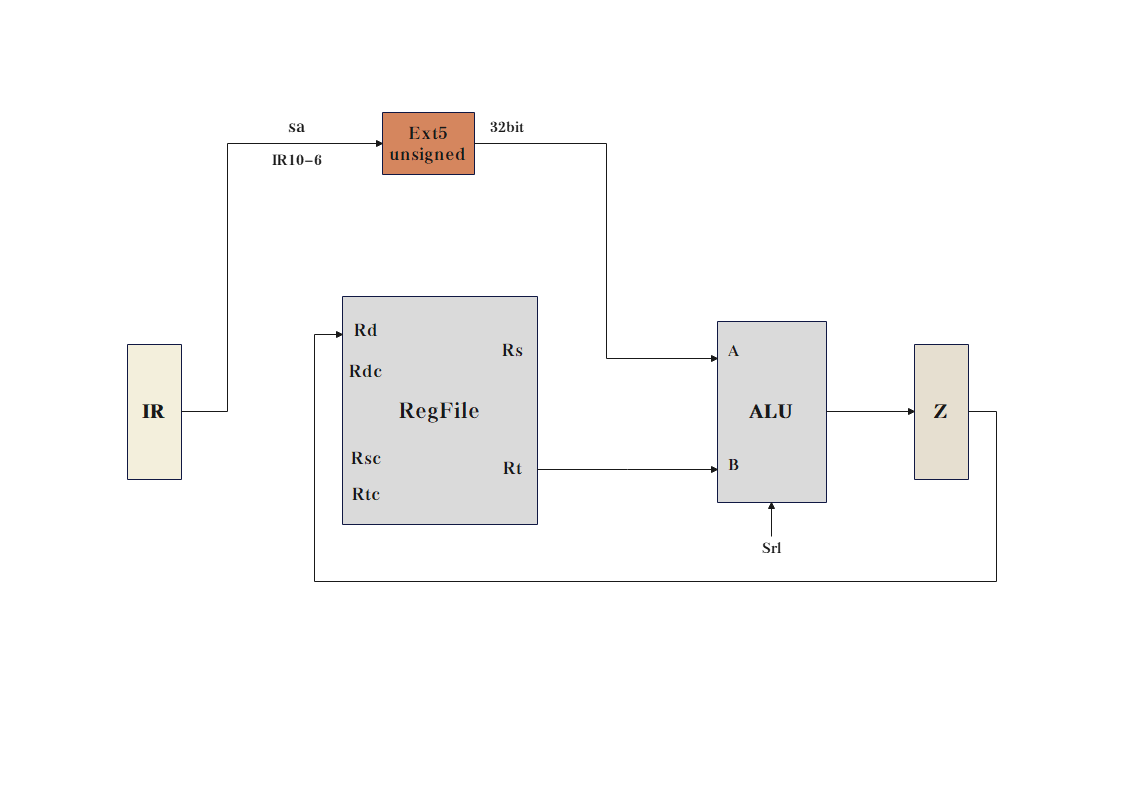 sa
IR10-6
Ext5
unsigned
32bit
Rd
Rdc
Rs
RegFile
Rsc
Rtc
Rt
IR
A
ALU
B
Z
Srl